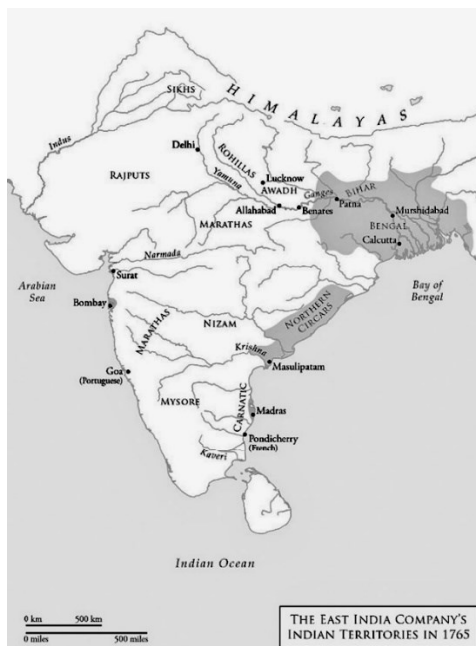 HIMALAYAS
SIKHS
Indus
Delhi
ROHILLAS
RAJPUTS
Yamuna
Lucknow
AWADH
Ganges
BIHAR
Allahabad
Benares
Patna
Murshidabad
MARATHAS
BENGAL
Calcutta
Narmada
Arabian
Sea
Surat
Bay of
Bengal
Bombay
MARATHAS
NIZAM
NORTHERN
CIRCARS
Krishna
Masulipatam
Goa
(Portuguese)
MYSORE
CARNATIC
Madras
Pondicherry
(French)
Kaveri
Indian Ocean
0 km 500 km
0 miles 500 miles
THE EAST INDIA COMPANY'S
INDIAN TERRITORIES IN 1765